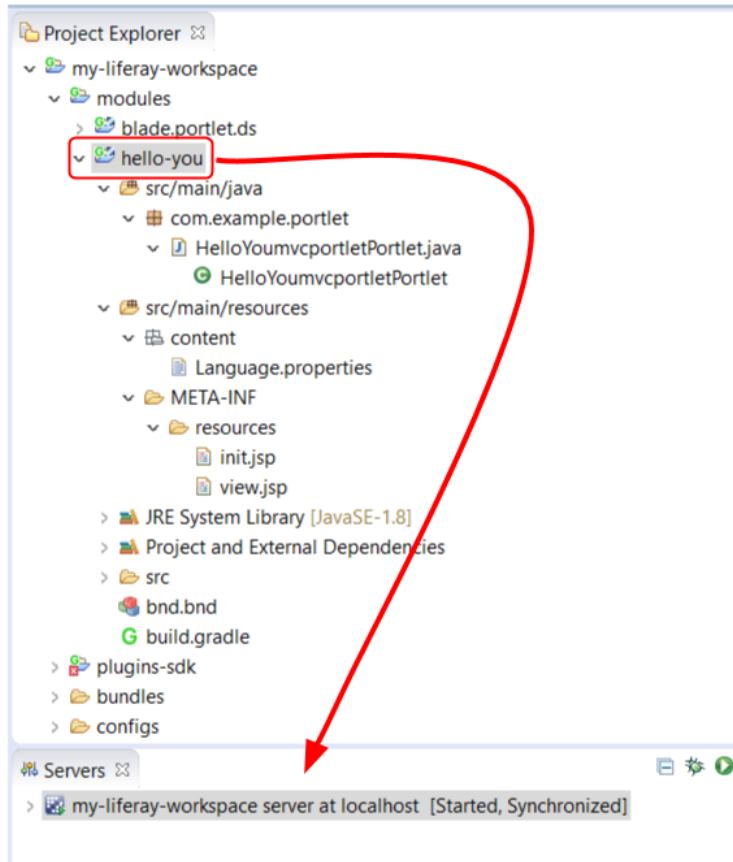 Project Explorer
my-liferay-workspace
modules
blade.portlet.ds
hello-you
src/main/java
com.example.portlet
HelloYoumvcportletPortlet.java
HelloYoumvcportletPortlet
src/main/resources
content
Language.properties
META-INF
resources
init.jsp
view.jsp
JRE System Library [JavaSE-1.8]
Project and External Dependencies
src
bnd.bnd
build.gradle
plugins-sdk
bundles
configs
Servers
my-liferay-workspace server at localhost [Started, Synchronized]